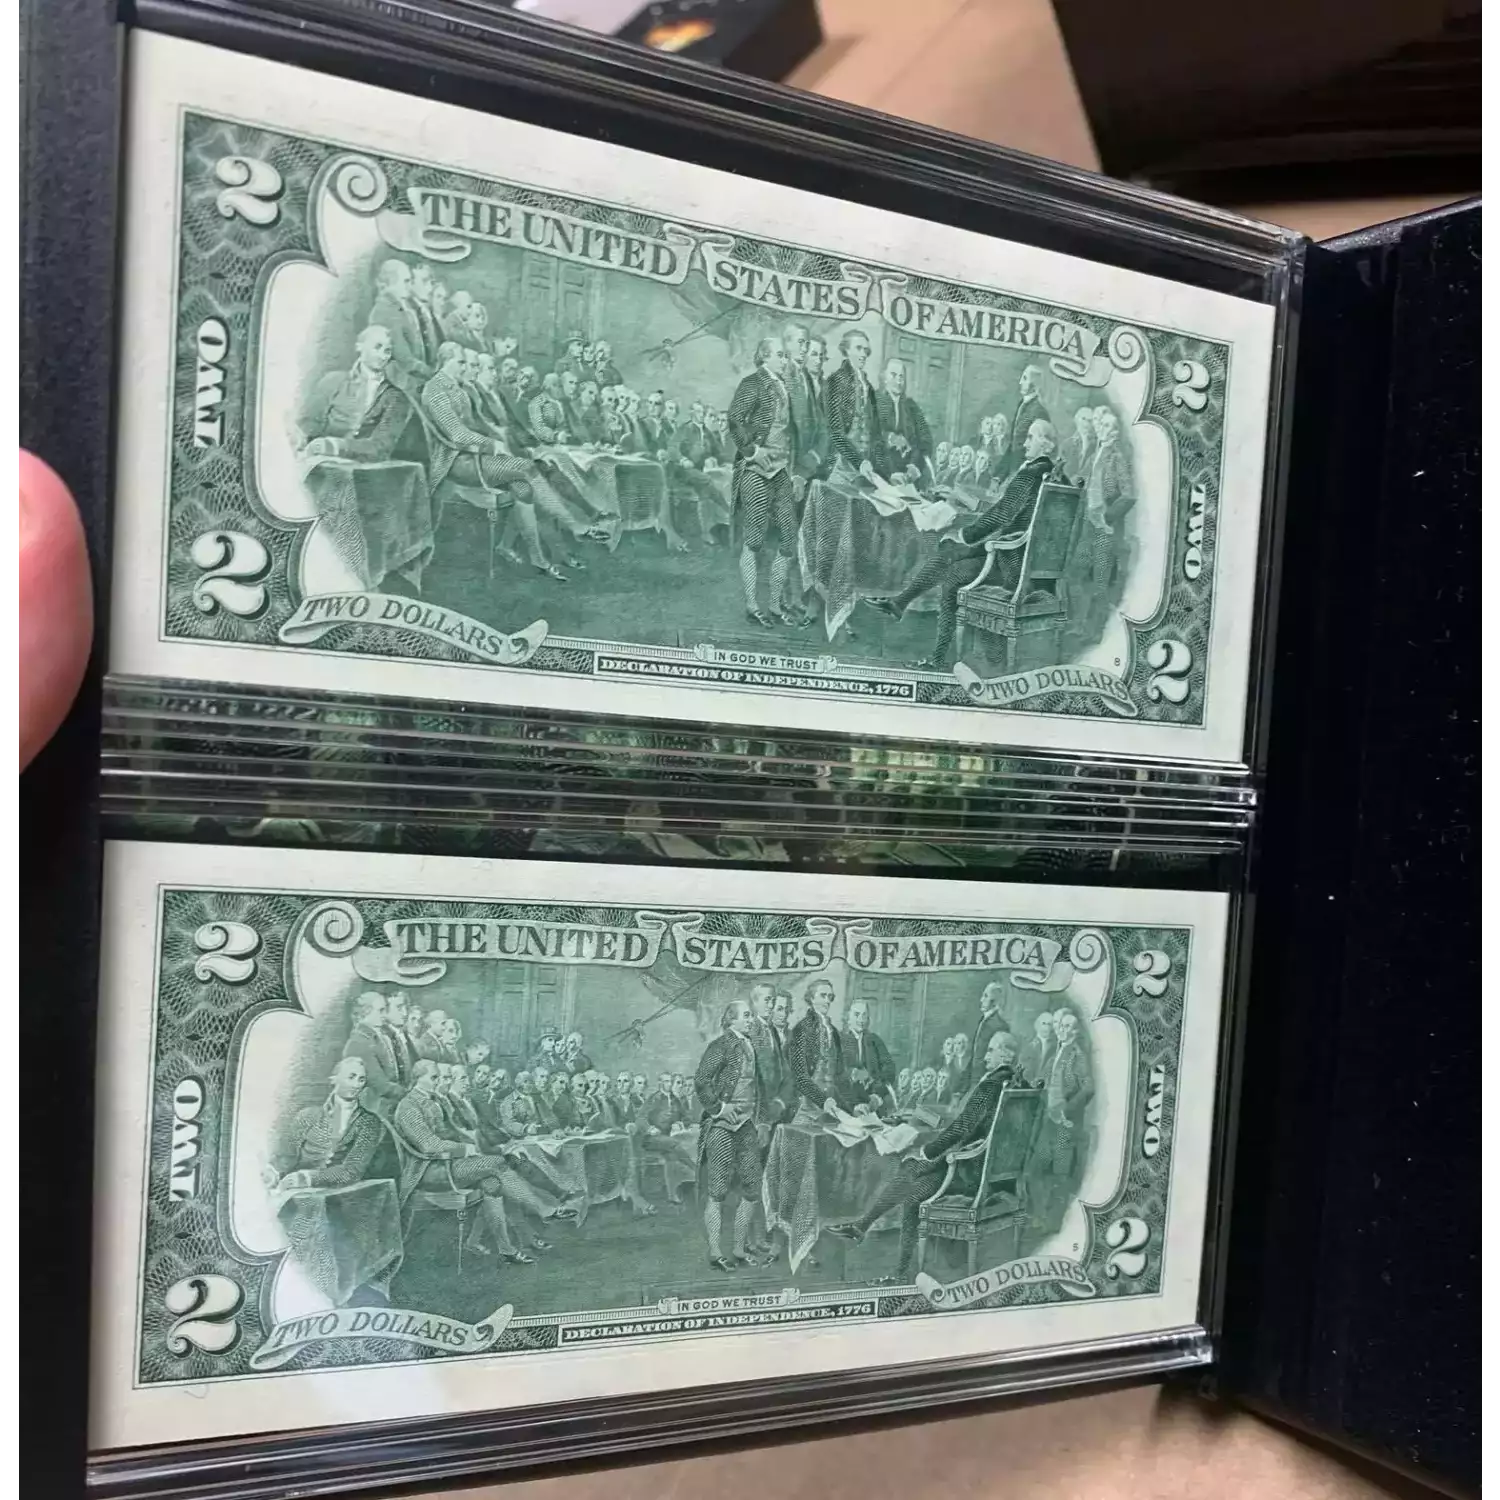 2
THE UNITED STATES OF AMERICA
2
TWO
TWO
2
TWO DOLLARS
IN GOD WE TRUST
DECLARATION OF INDEPENDENCE, 1776
8
TWO DOLLARS
2
2
THE UNITED STATES OF AMERICA
2
TWO
TWO
2
TWO DOLLARS
IN GOD WE TRUST
DECLARATION OF INDEPENDENCE, 1776
5
TWO DOLLARS
2